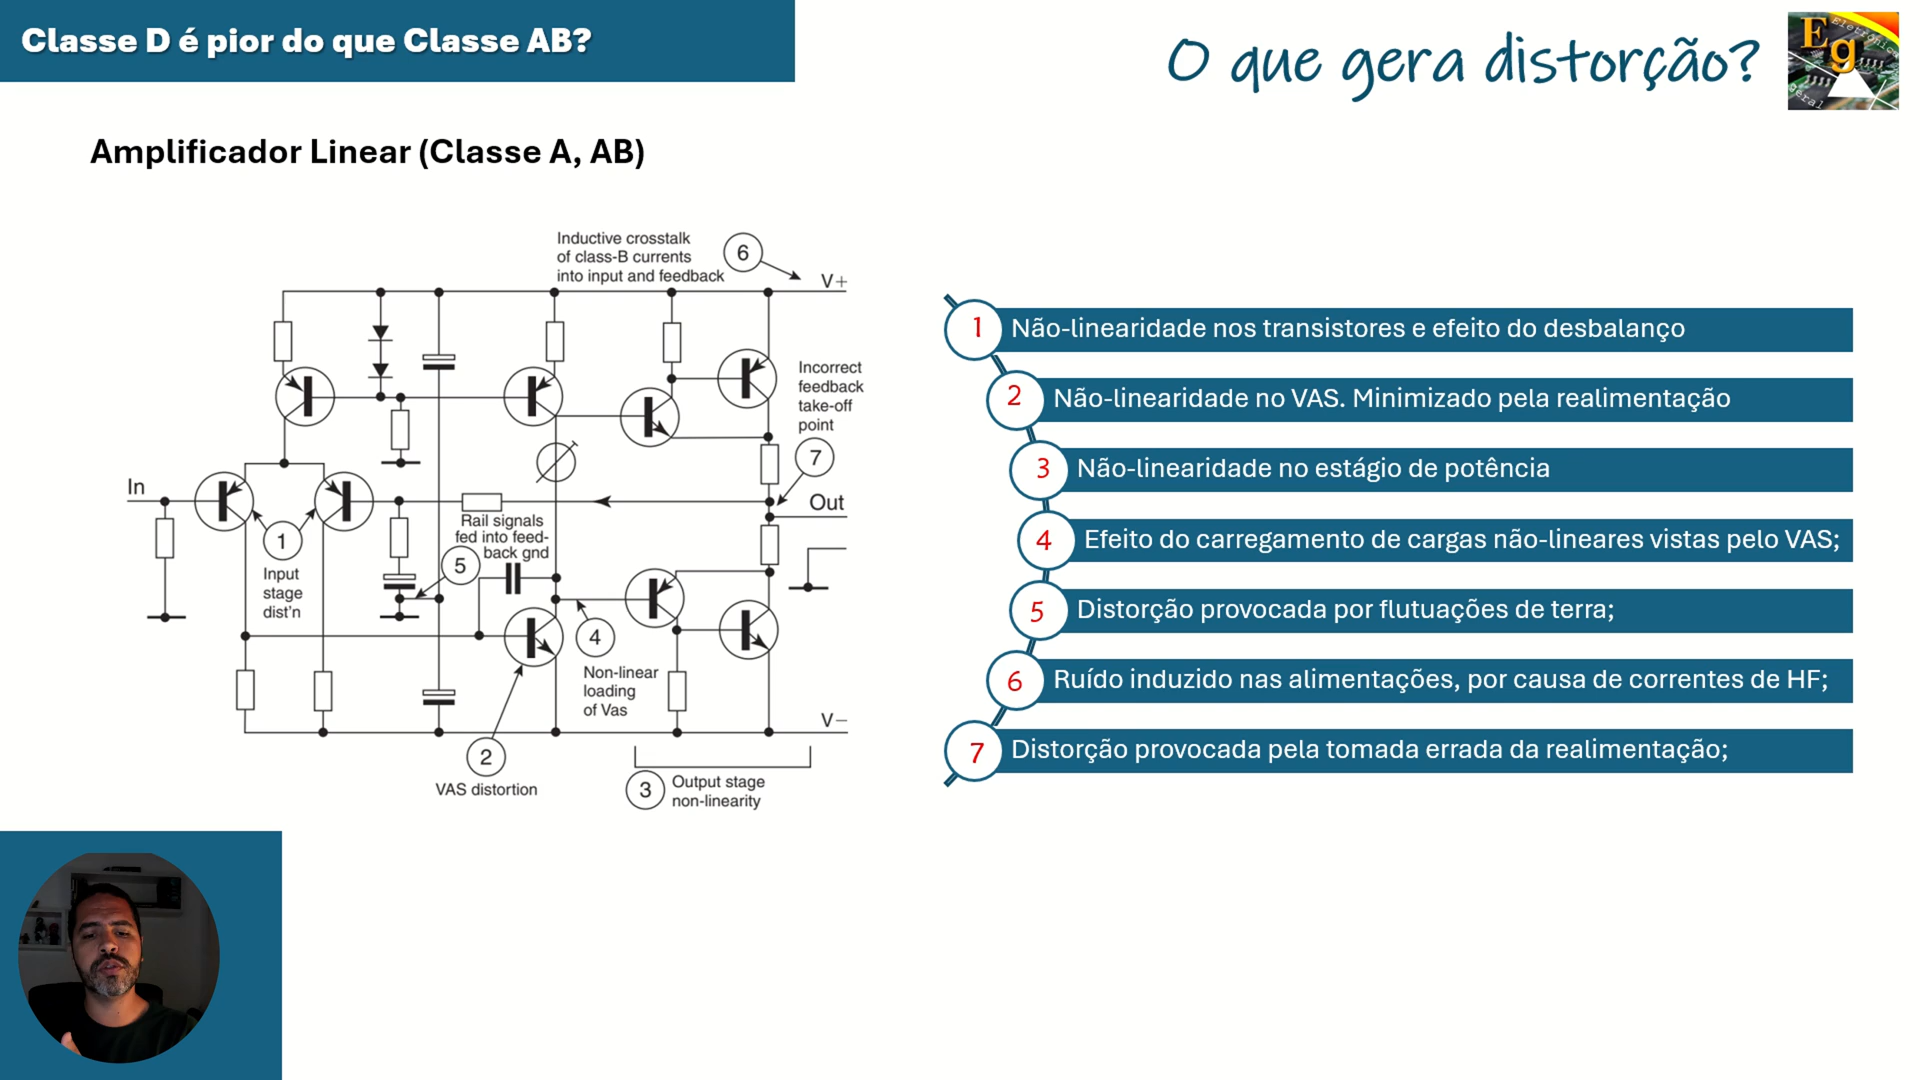 Classe D é pior do que Classe AB?
O que gera distorção?
Eg
Eletrônica
geral
Amplificador Linear (Classe A, AB)
Inductive crosstalk
of class-B currents
into input and feedback
6
V+
Incorrect
feedback
take-off
point
7
In
Out
Rail signals
fed into feed-
back gnd
5
1
Input
stage
dist'n
4
Non-linear
loading
of Vas
V−
2
VAS distortion
3
Output stage
non-linearity
1 Não-linearidade nos transistores e efeito do desbalanço
2 Não-linearidade no VAS. Minimizado pela realimentação
3 Não-linearidade no estágio de potência
4 Efeito do carregamento de cargas não-lineares vistas pelo VAS;
5 Distorção provocada por flutuações de terra;
6 Ruído induzido nas alimentações, por causa de correntes de HF;
7 Distorção provocada pela tomada errada da realimentação;